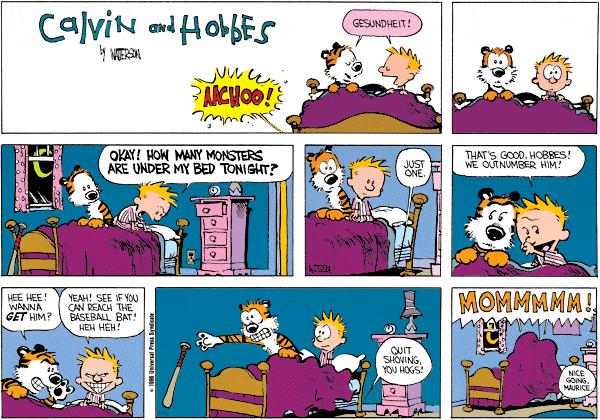 Calvin and Hobbes
by WATTERSON
AACHOO!
GESUNDHEIT!
OKAY! HOW MANY MONSTERS
ARE UNDER MY BED TONIGHT?
JUST
ONE.
WATTERSON
THAT'S GOOD, HOBBES!
WE OUTNUMBER HIM!
HEE HEE!
WANNA
GET HIM?
YEAH! SEE IF YOU
CAN REACH THE
BASEBALL BAT!
HEH HEH!
© 1988 Universal Press Syndicate
QUIT
SHOVING,
YOU HOGS!
MOMMMMM!
NICE
GOING,
MAURICE.